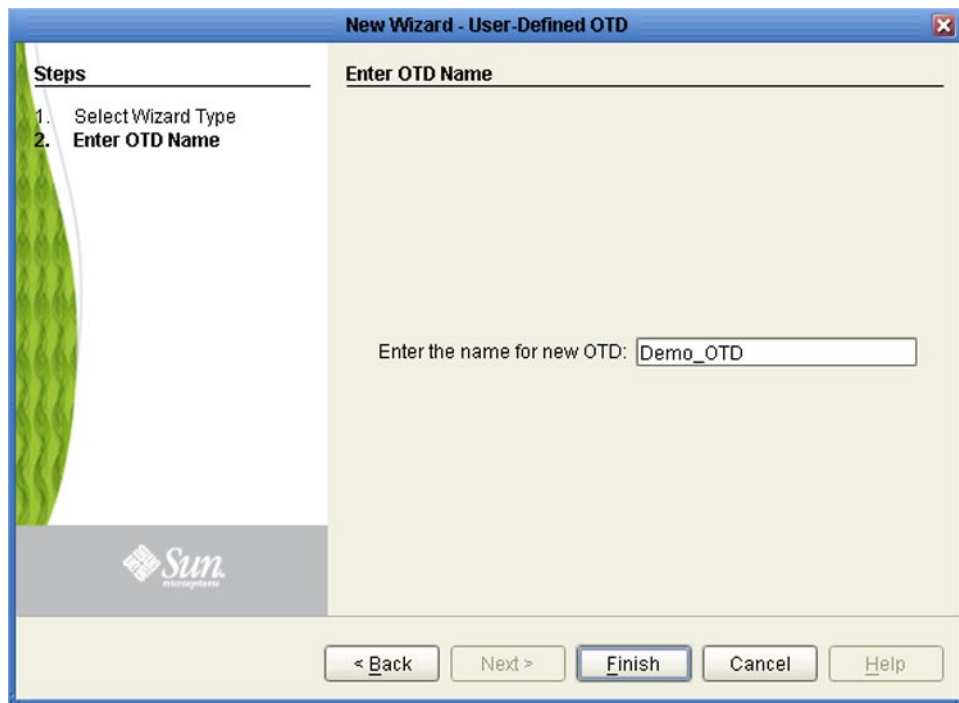 New Wizard - User-Defined OTD
Steps
1. Select Wizard Type
2. Enter OTD Name
Enter OTD Name
Enter the name for new OTD: Demo_OTD
Sun
microsystems
< Back Next > Finish Cancel Help